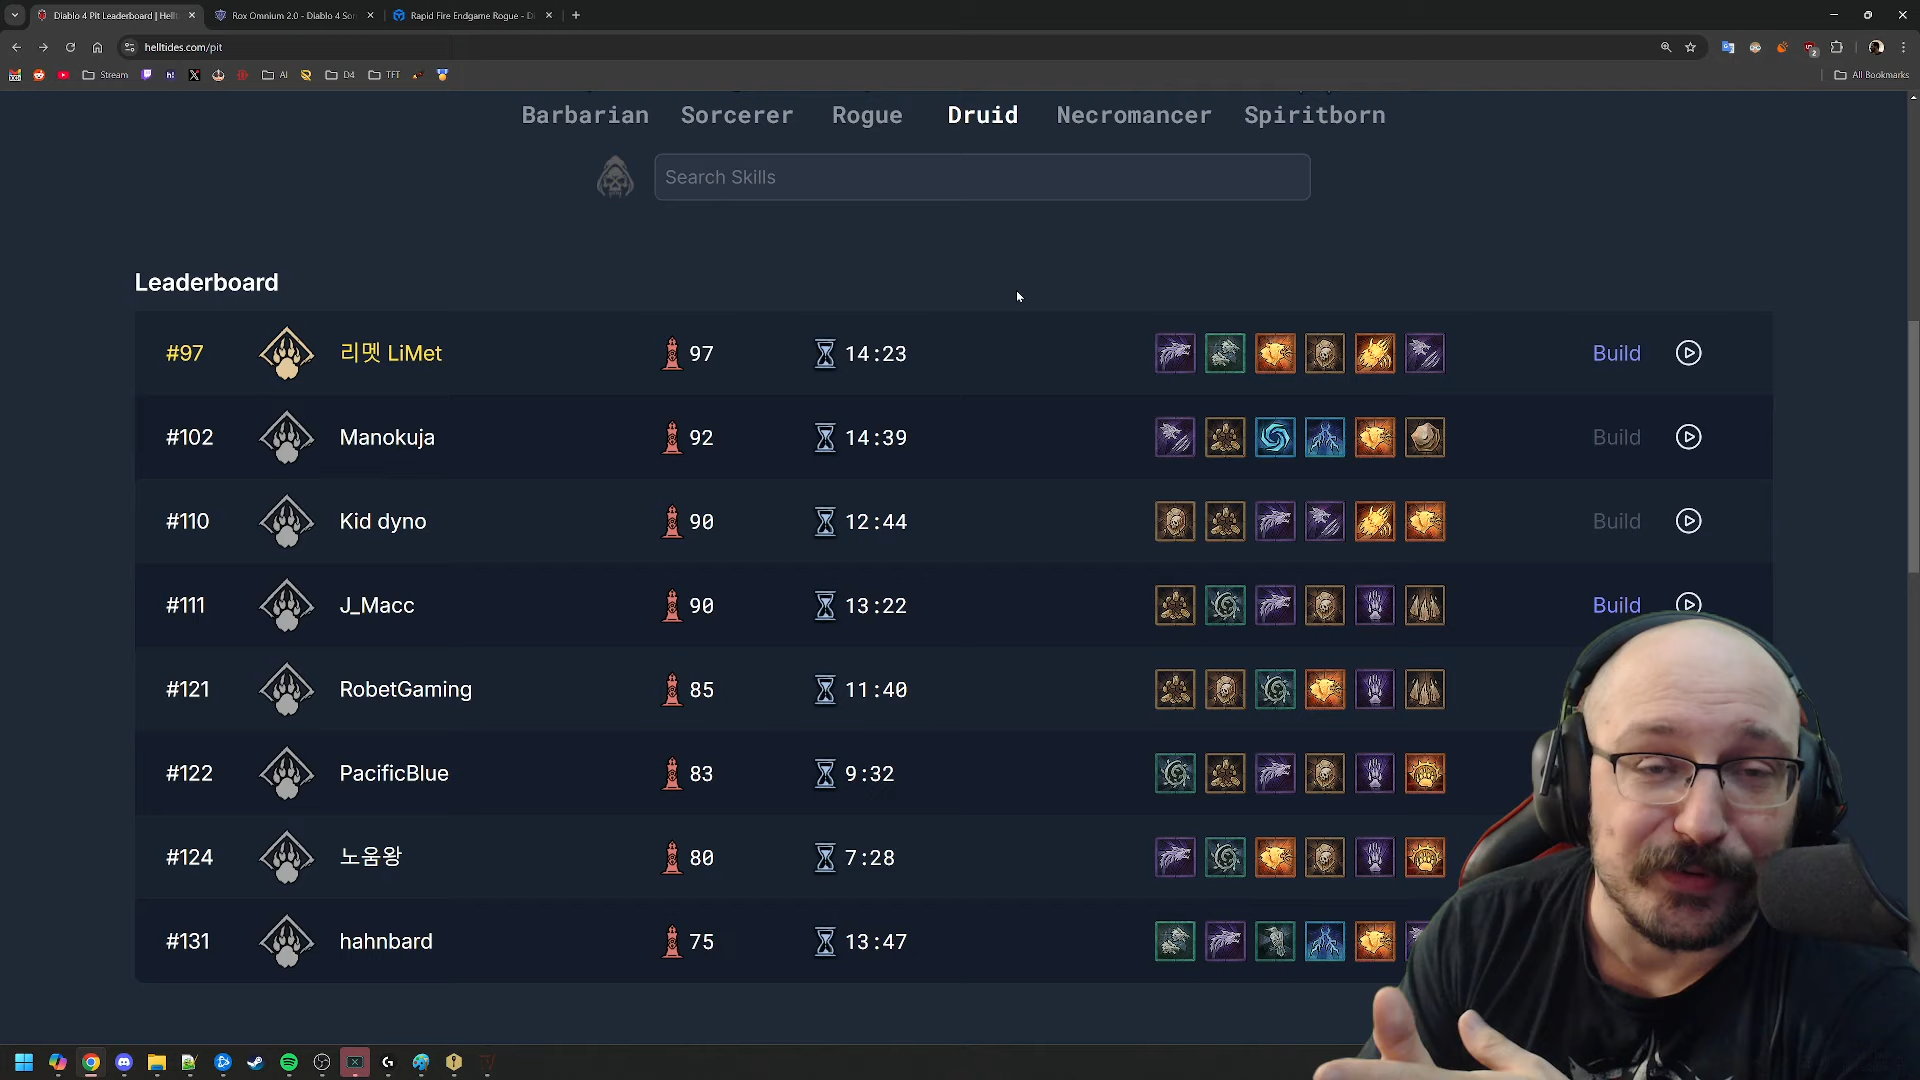 Diablo 4 Pit Leaderboard | Hellt
Rox Omnium 2.0 - Diablo 4 Sor
Rapid Fire Endgame Rogue - Di
helltides.com/pit
Stream
AI
D4
TFT
All Bookmarks
Barbarian Sorcerer Rogue Druid Necromancer Spiritborn
Search Skills
Leaderboard
#97 리멧 LiMet 97 14:23 Build
#102 Manokuja 92 14:39 Build
#110 Kid dyno 90 12:44 Build
#111 J_Macc 90 13:22 Build
#121 RobetGaming 85 11:40
#122 PacificBlue 83 9:32
#124 노움왕 80 7:28
#131 hahnbard 75 13:47